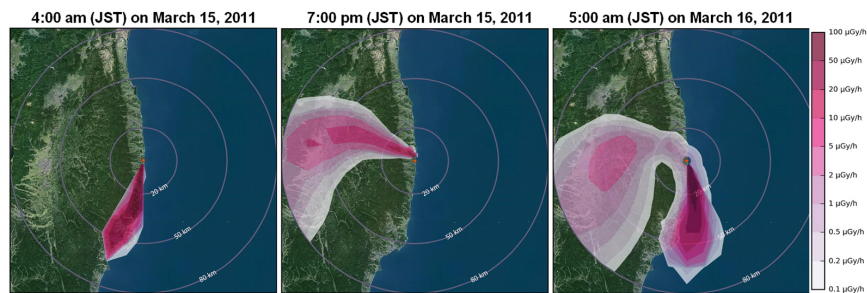 4:00 am (JST) on March 15, 2011
7:00 pm (JST) on March 15, 2011
5:00 am (JST) on March 16, 2011
20 km
50 km
80 km
20 km
50 km
80 km
20 km
50 km
80 km
100 µGy/h
50 µGy/h
20 µGy/h
10 µGy/h
5 µGy/h
2 µGy/h
1 µGy/h
0.5 µGy/h
0.2 µGy/h
0.1 µGy/h